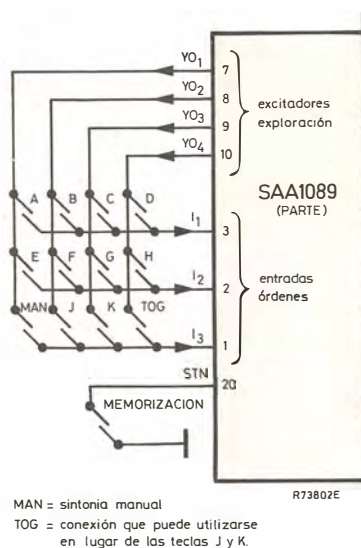 YO1
7
YO2
8
YO3
9
YO4
10
excitadores
exploración
SAA1089
(PARTE)
A B C D
I1
3
E F G H
I2
2
entradas
órdenes
MAN J K TOG
I3
1
STN
20
MEMORIZACION
R73802E
MAN = sintonia manual
TOG = conexión que puede utilizarse
en lugar de las teclas J y K.